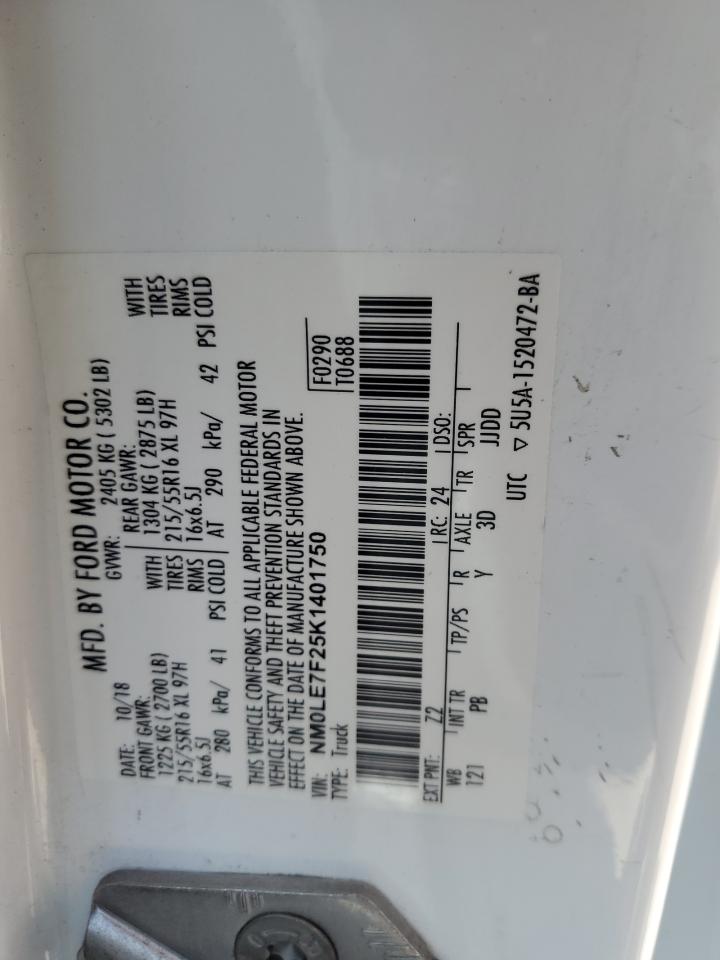 MFD. BY FORD MOTOR CO.
DATE: 10/18 GVWR: 2405 KG ( 5302 LB)
FRONT GAWR: REAR GAWR:
1225 KG ( 2700 LB) WITH 1304 KG ( 2875 LB) WITH
215/55R16 XL 97H TIRES 215/55R16 XL 97H TIRES
16x6.5J RIMS 16x6.5J RIMS
AT 280 kPa/ 41 PSI COLD AT 290 kPa/ 42 PSI COLD
THIS VEHICLE CONFORMS TO ALL APPLICABLE FEDERAL MOTOR
VEHICLE SAFETY AND THEFT PREVENTION STANDARDS IN
EFFECT ON THE DATE OF MANUFACTURE SHOWN ABOVE.
VIN: NM0LE7F25K1401750 F0290
TYPE: Truck T0688
EXT PNT: Z2 RC: 24 DSO:
WB INT TR TP/PS R AXLE TR SPR
121 PB Y 3D JJDD
UTC ▽ 5U5A-1520472-BA